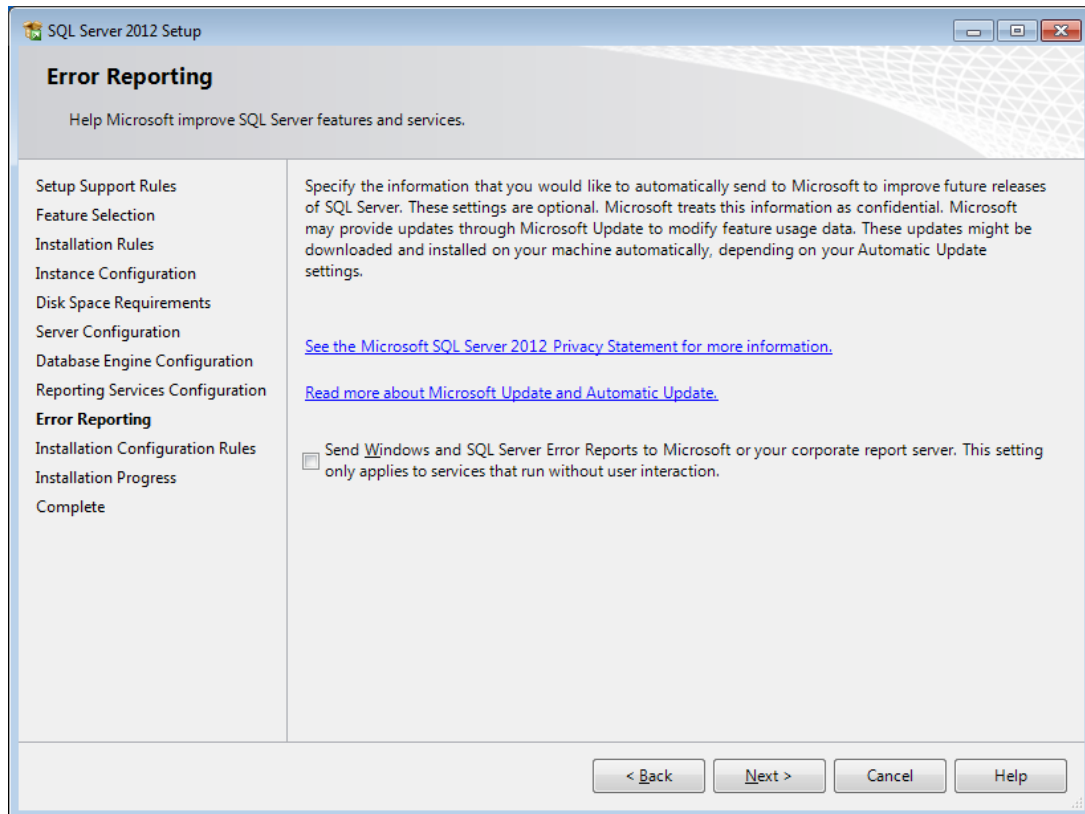 SQL Server 2012 Setup
Error Reporting
Help Microsoft improve SQL Server features and services.
Setup Support Rules
Feature Selection
Installation Rules
Instance Configuration
Disk Space Requirements
Server Configuration
Database Engine Configuration
Reporting Services Configuration
Error Reporting
Installation Configuration Rules
Installation Progress
Complete
Specify the information that you would like to automatically send to Microsoft to improve future releases
of SQL Server. These settings are optional. Microsoft treats this information as confidential. Microsoft
may provide updates through Microsoft Update to modify feature usage data. These updates might be
downloaded and installed on your machine automatically, depending on your Automatic Update
settings.
See the Microsoft SQL Server 2012 Privacy Statement for more information.
Read more about Microsoft Update and Automatic Update.
Send Windows and SQL Server Error Reports to Microsoft or your corporate report server. This setting
only applies to services that run without user interaction.
< Back
Next >
Cancel
Help